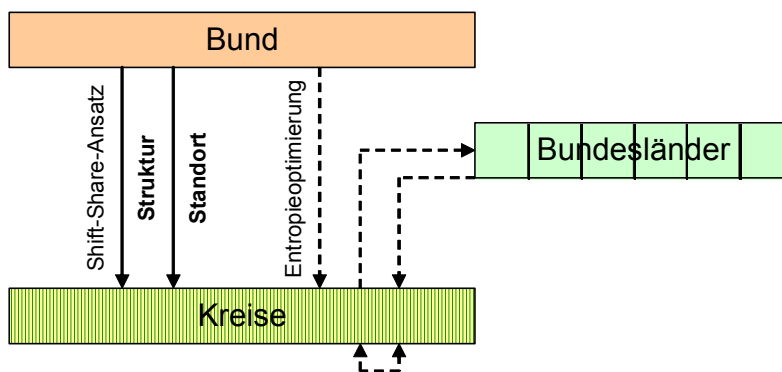 Bund
Shift-Share-Ansatz
Struktur
Standort
Entropieoptimierung
Bundesländer
Kreise